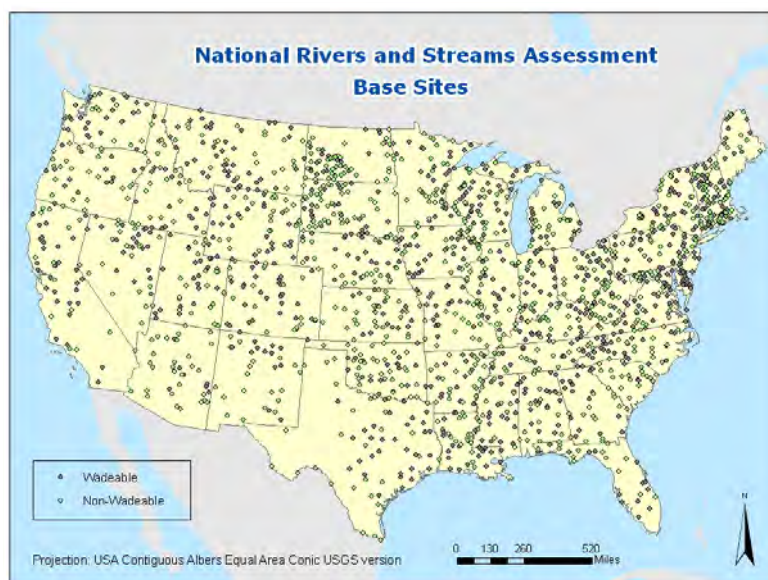 National Rivers and Streams Assessment
Base Sites
Wadeable
Non-Wadeable
N
Projection: USA Contiguous Albers Equal Area Conic USGS version
0 130 260 520
Miles